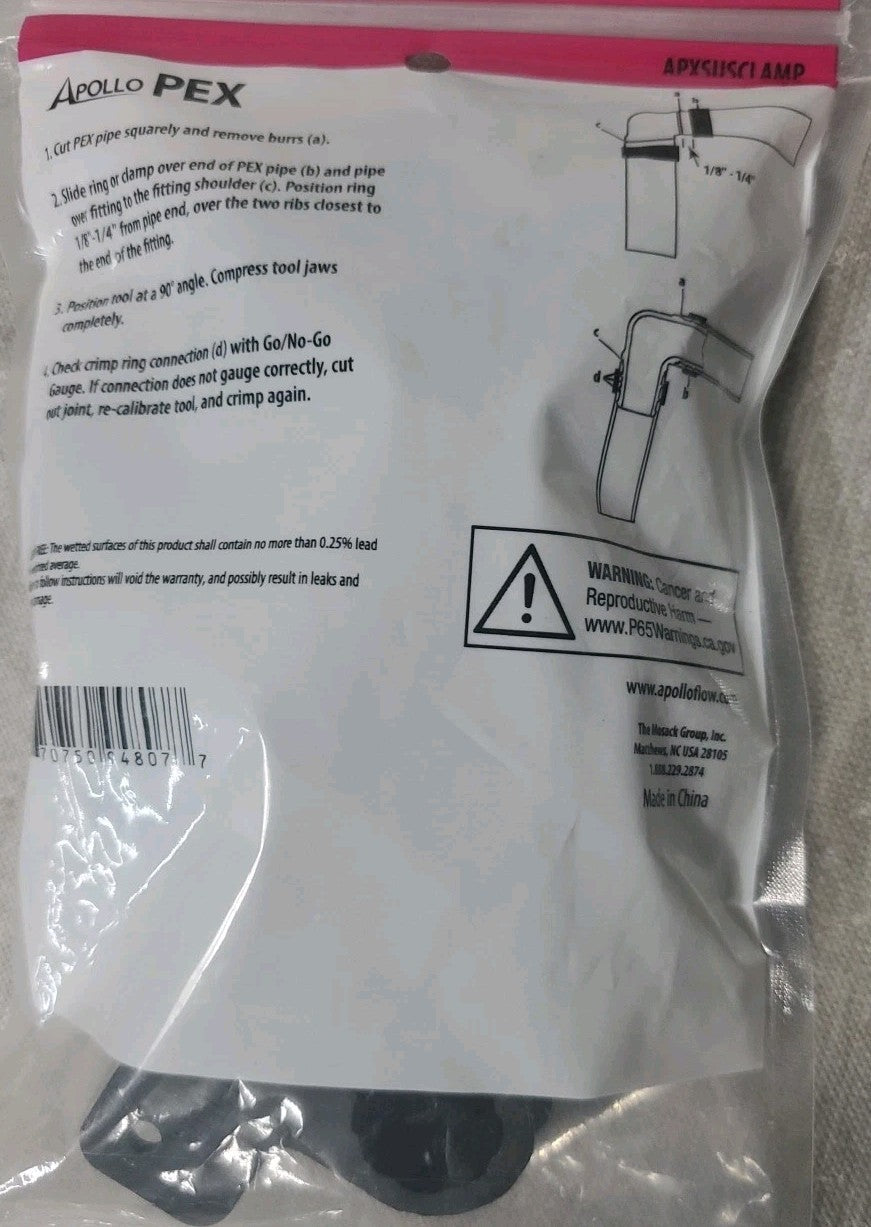 APXSUSCLAMP
APOLLO PEX
1. Cut PEX pipe squarely and remove burrs (a).
2. Slide ring or clamp over end of PEX pipe (b) and pipe
over fitting to the fitting shoulder (c). Position ring
1/8"-1/4" from pipe end, over the two ribs closest to
the end of the fitting.
3. Position tool at a 90° angle. Compress tool jaws
completely.
4. Check crimp ring connection (d) with Go/No-Go
Gauge. If connection does not gauge correctly, cut
out joint, re-calibrate tool, and crimp again.
a b
c
1/8" - 1/4"
a
c
d
b
FREE: The wetted surfaces of this product shall contain no more than 0.25% lead
average.
to follow instructions will void the warranty, and possibly result in leaks and
WARNING: Cancer and
Reproductive Harm —
www.P65Warnings.ca.gov
www.apolloflow.c
The Mosack Group, Inc.
Matthews, NC USA 28105
1.888.229.2874
Made in China
70750 4807 7